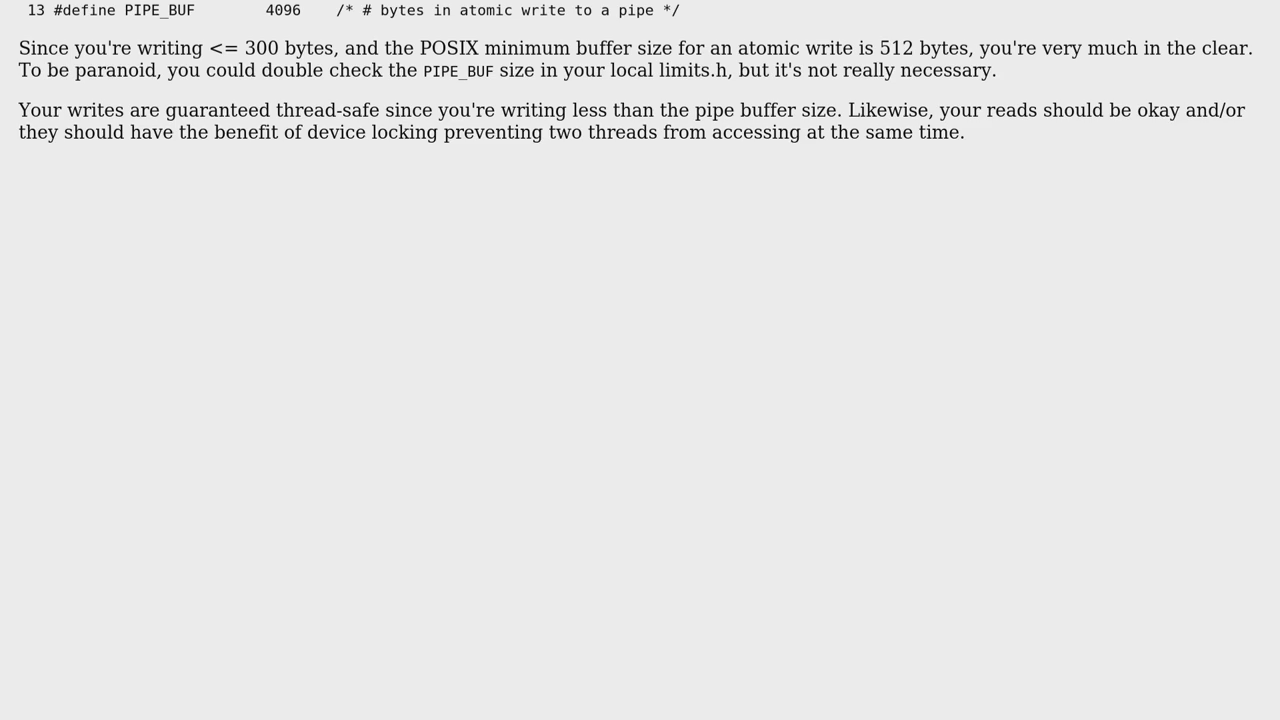 13 #define PIPE_BUF        4096    /* # bytes in atomic write to a pipe */
Since you're writing <= 300 bytes, and the POSIX minimum buffer size for an atomic write is 512 bytes, you're very much in the clear.
To be paranoid, you could double check the PIPE_BUF size in your local limits.h, but it's not really necessary.
Your writes are guaranteed thread-safe since you're writing less than the pipe buffer size. Likewise, your reads should be okay and/or
they should have the benefit of device locking preventing two threads from accessing at the same time.